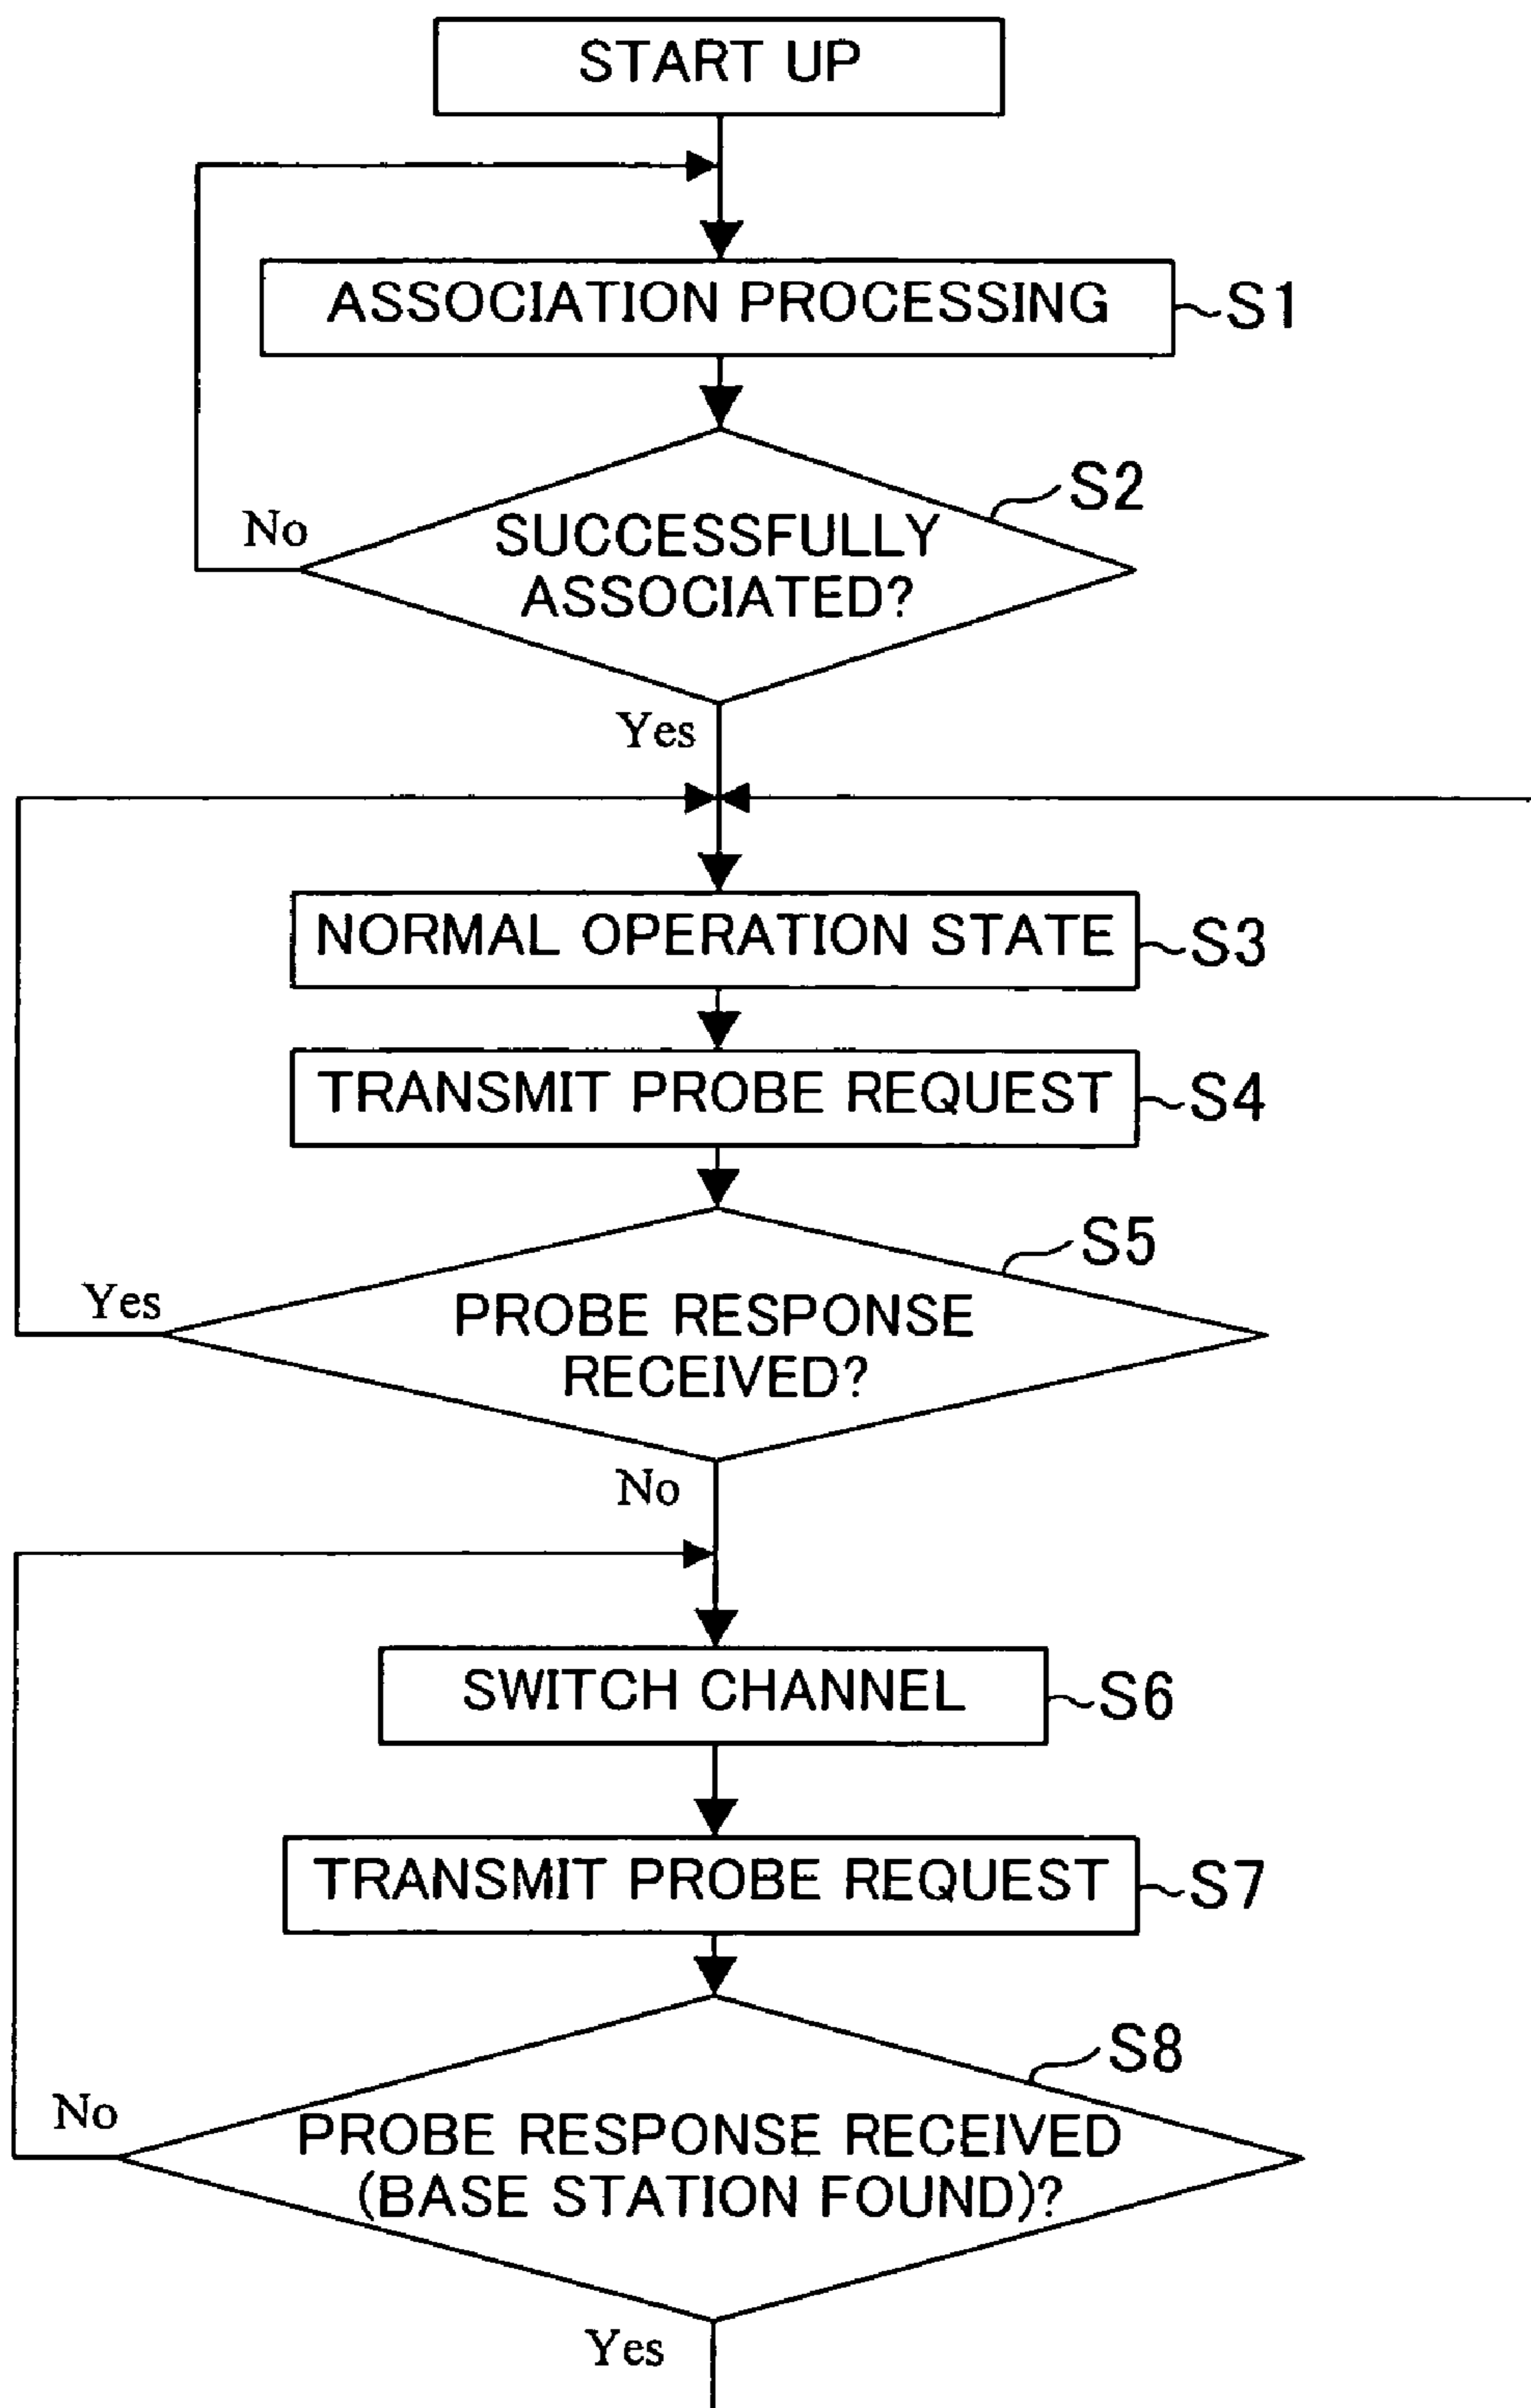 START UP
ASSOCIATION PROCESSING
S1
S2
No
SUCCESSFULLY
ASSOCIATED?
Yes
NORMAL OPERATION STATE
S3
TRANSMIT PROBE REQUEST
S4
S5
Yes
PROBE RESPONSE
RECEIVED?
No
SWITCH CHANNEL
S6
TRANSMIT PROBE REQUEST
S7
S8
No
PROBE RESPONSE RECEIVED
(BASE STATION FOUND)?
Yes